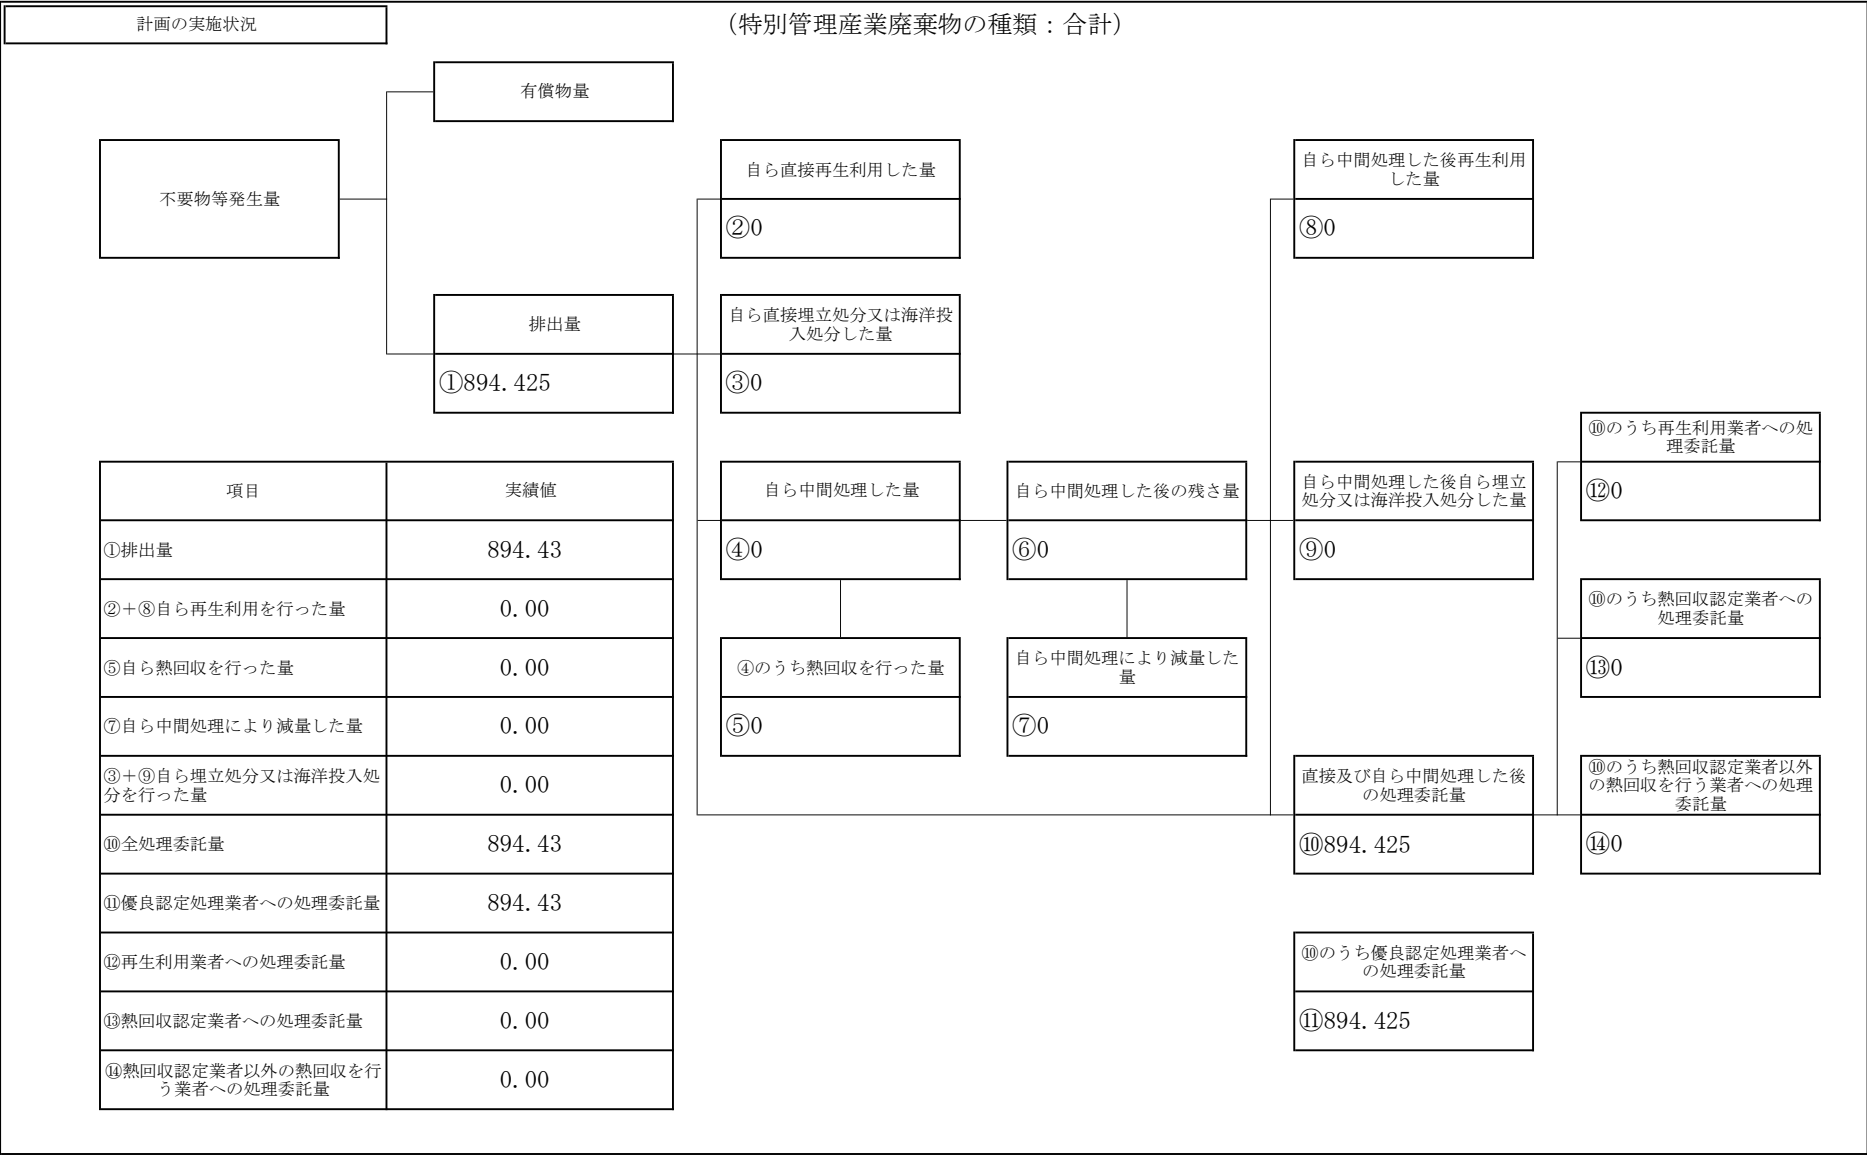 計画の実施状況
（特別管理産業廃棄物の種類：合計）
有償物量
不要物等発生量
自ら直接再生利用した量
②0
自ら中間処理した後再生利用
した量
⑧0
排出量
①894.425
自ら直接埋立処分又は海洋投
入処分した量
③0
⑩のうち再生利用業者への処
理委託量
⑫0
自ら中間処理した量
④0
自ら中間処理した後の残さ量
⑥0
自ら中間処理した後自ら埋立
処分又は海洋投入処分した量
⑨0
⑩のうち熱回収認定業者への
処理委託量
⑬0
④のうち熱回収を行った量
⑤0
自ら中間処理により減量した
量
⑦0
直接及び自ら中間処理した後
の処理委託量
⑩894.425
⑩のうち熱回収認定業者以外
の熱回収を行う業者への処理
委託量
⑭0
⑩のうち優良認定処理業者へ
の処理委託量
⑪894.425
項目 実績値
①排出量 894.43
②＋⑧自ら再生利用を行った量 0.00
⑤自ら熱回収を行った量 0.00
⑦自ら中間処理により減量した量 0.00
③＋⑨自ら埋立処分又は海洋投入処
分を行った量 0.00
⑩全処理委託量 894.43
⑪優良認定処理業者への処理委託量 894.43
⑫再生利用業者への処理委託量 0.00
⑬熱回収認定業者への処理委託量 0.00
⑭熱回収認定業者以外の熱回収を行
う業者への処理委託量 0.00